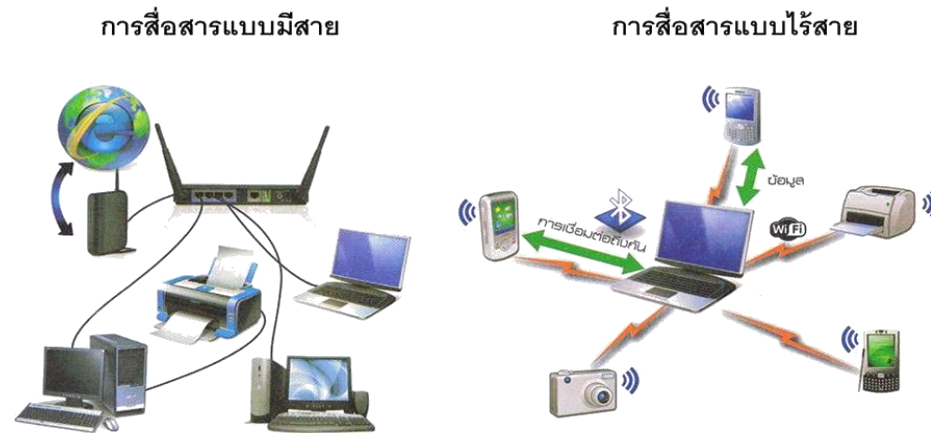 การสื่อสารแบบมีสาย
การสื่อสารแบบไร้สาย
ข้อมูล
การเชื่อมต่อถึงกัน
Wi Fi